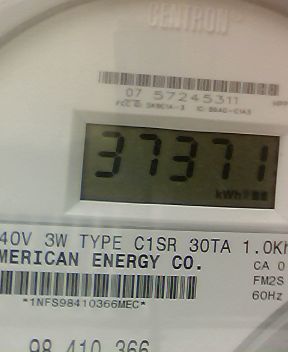 CENTRON
07 57245311
37371
kWh
40V 3W TYPE C1SR 30TA 1.0Kh
MERICAN ENERGY CO.
CA 0
FM2S
60Hz
*1NFS98410366MEC*
98 410 366